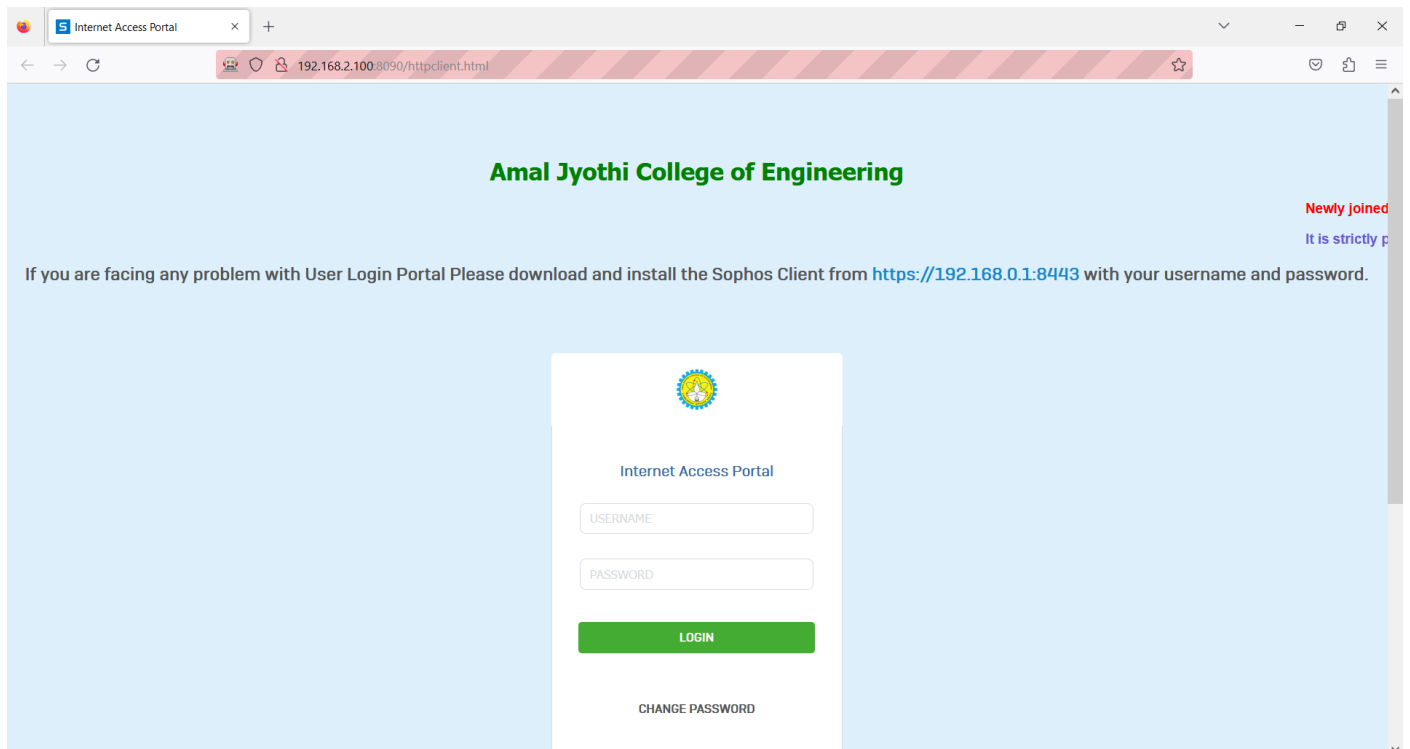 Internet Access Portal
192.168.2.100:8090/httpclient.html
Amal Jyothi College of Engineering
Newly joined
It is strictly p
If you are facing any problem with User Login Portal Please download and install the Sophos Client from https://192.168.0.1:8443 with your username and password.
Internet Access Portal
USERNAME
PASSWORD
LOGIN
CHANGE PASSWORD